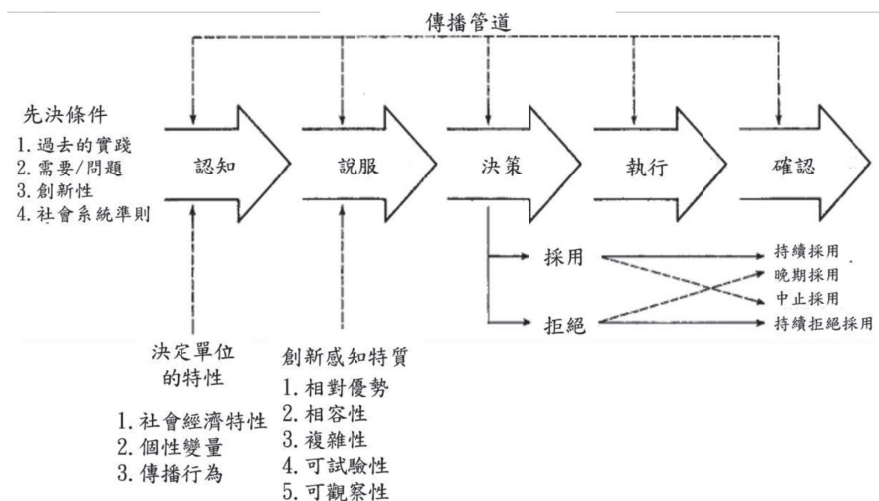 傳播管道
先決條件
1. 過去的實踐
2. 需要/問題
3. 創新性
4. 社會系統準則
認知
說服
決策
執行
確認
採用
拒絕
持續採用
晚期採用
中止採用
持續拒絕採用
決定單位
的特性
1. 社會經濟特性
2. 個性變量
3. 傳播行為
創新感知特質
1. 相對優勢
2. 相容性
3. 複雜性
4. 可試驗性
5. 可觀察性